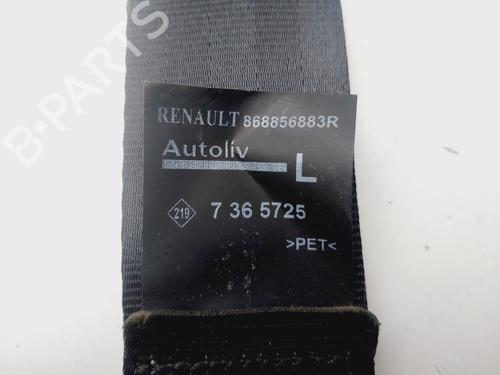 B-PARTS
RENAULT 868856883R
Autoliv
L
219 7 36 5725
>PET<